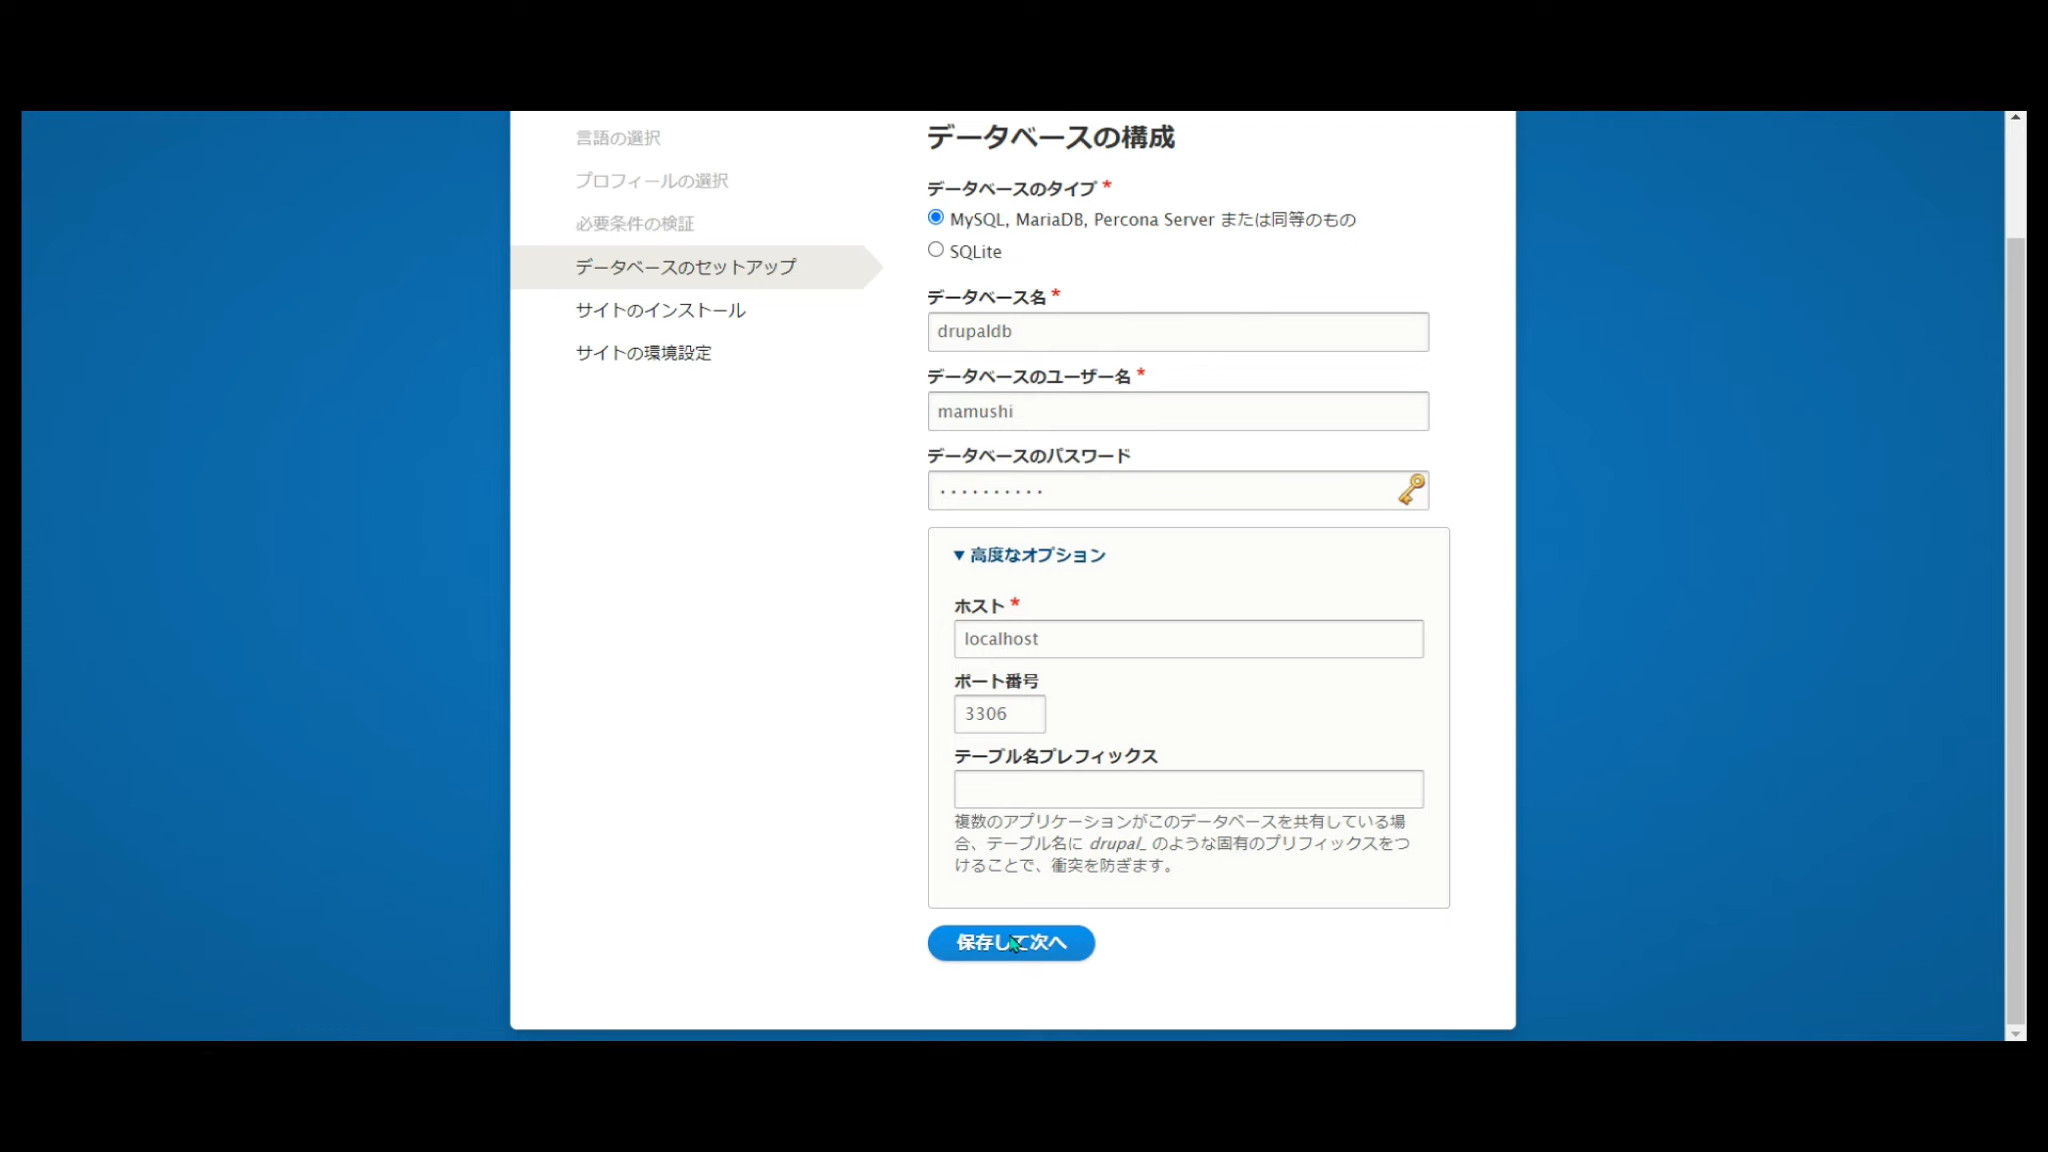 言語の選択
プロフィールの選択
必要条件の検証
データベースのセットアップ
サイトのインストール
サイトの環境設定
データベースの構成
データベースのタイプ *
MySQL, MariaDB, Percona Server または同等のもの
SQLite
データベース名 *
drupaldb
データベースのユーザー名 *
mamushi
データベースのパスワード
··········
▼高度なオプション
ホスト *
localhost
ポート番号
3306
テーブル名プレフィックス
複数のアプリケーションがこのデータベースを共有している場
合、テーブル名に drupal_ のような固有のプリフィックスをつ
けることで、衝突を防ぎます。
保存して次へ